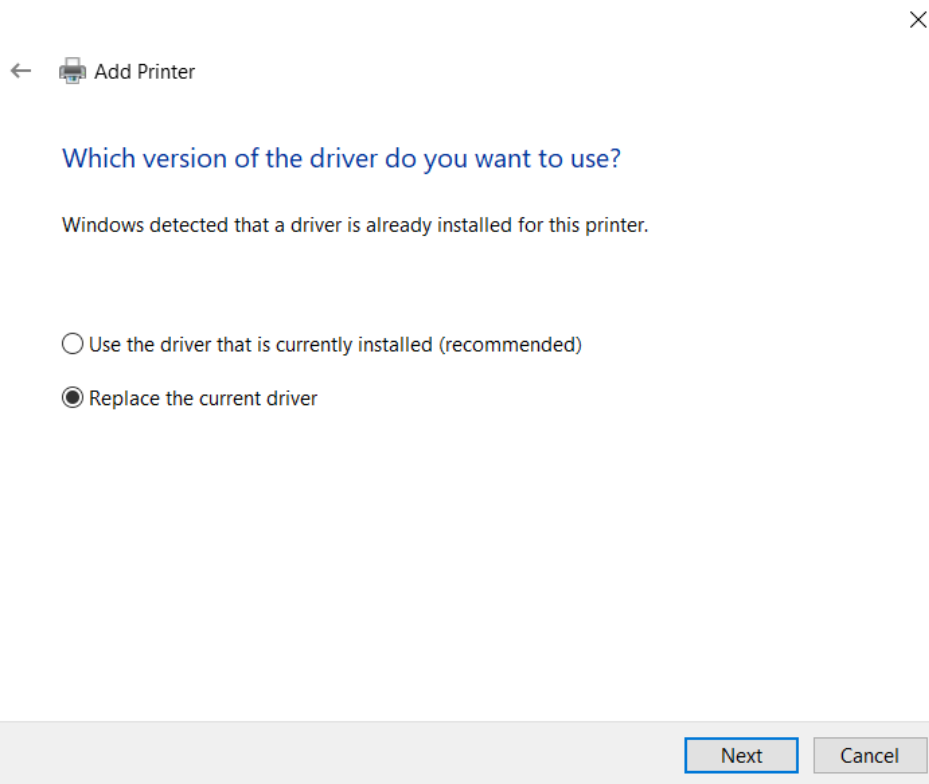 Add Printer
Which version of the driver do you want to use?
Windows detected that a driver is already installed for this printer.
Use the driver that is currently installed (recommended)
Replace the current driver
Next
Cancel